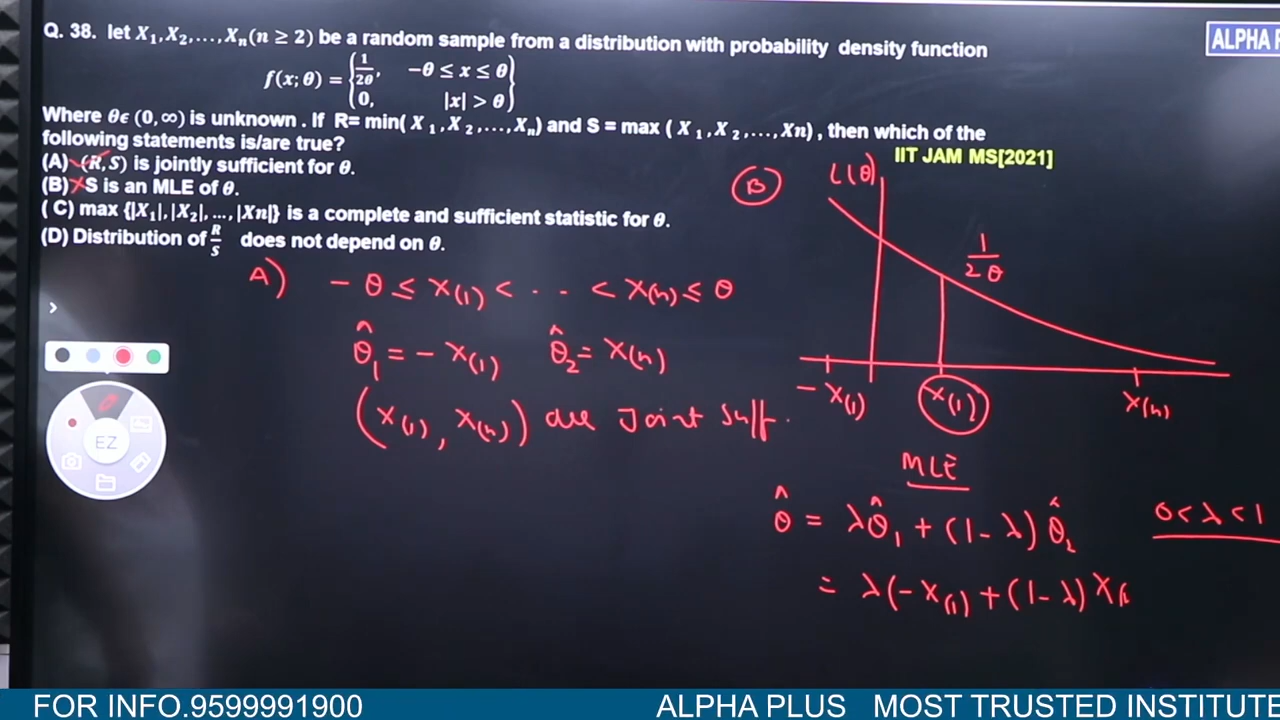 Q. 38. let X₁,X₂,...,Xₙ(n ≥ 2) be a random sample from a distribution with probability density function
ALPHA P
f(x; θ) = { 1/2θ, -θ ≤ x ≤ θ
0, |x| > θ }
Where θϵ (0,∞) is unknown . If R= min( X ₁ ,X ₂ ,...,Xₙ) and S = max ( X ₁ ,X ₂ ,...,Xn) , then which of the
following statements is/are true?
IIT JAM MS[2021]
(A) (R,S) is jointly sufficient for θ.
(B) S is an MLE of θ.
( C) max {|X₁|,|X₂|, ..., |Xn|} is a complete and sufficient statistic for θ.
(D) Distribution of R/S does not depend on θ.
A) - θ ≤ X(1) < . . < X(n) ≤ θ
θ̂₁ = - X(1) θ̂₂ = X(n)
(X(1), X(n)) are Joint Suff.
B
L(θ)
1/2θ
- X(1) X(1) X(n)
MLE
θ̂ = λθ̂₁ + (1- λ) θ̂₂ 0 < λ < 1
= λ(- X(1) + (1- λ) X(
EZ
FOR INFO.9599991900 ALPHA PLUS MOST TRUSTED INSTITUTE